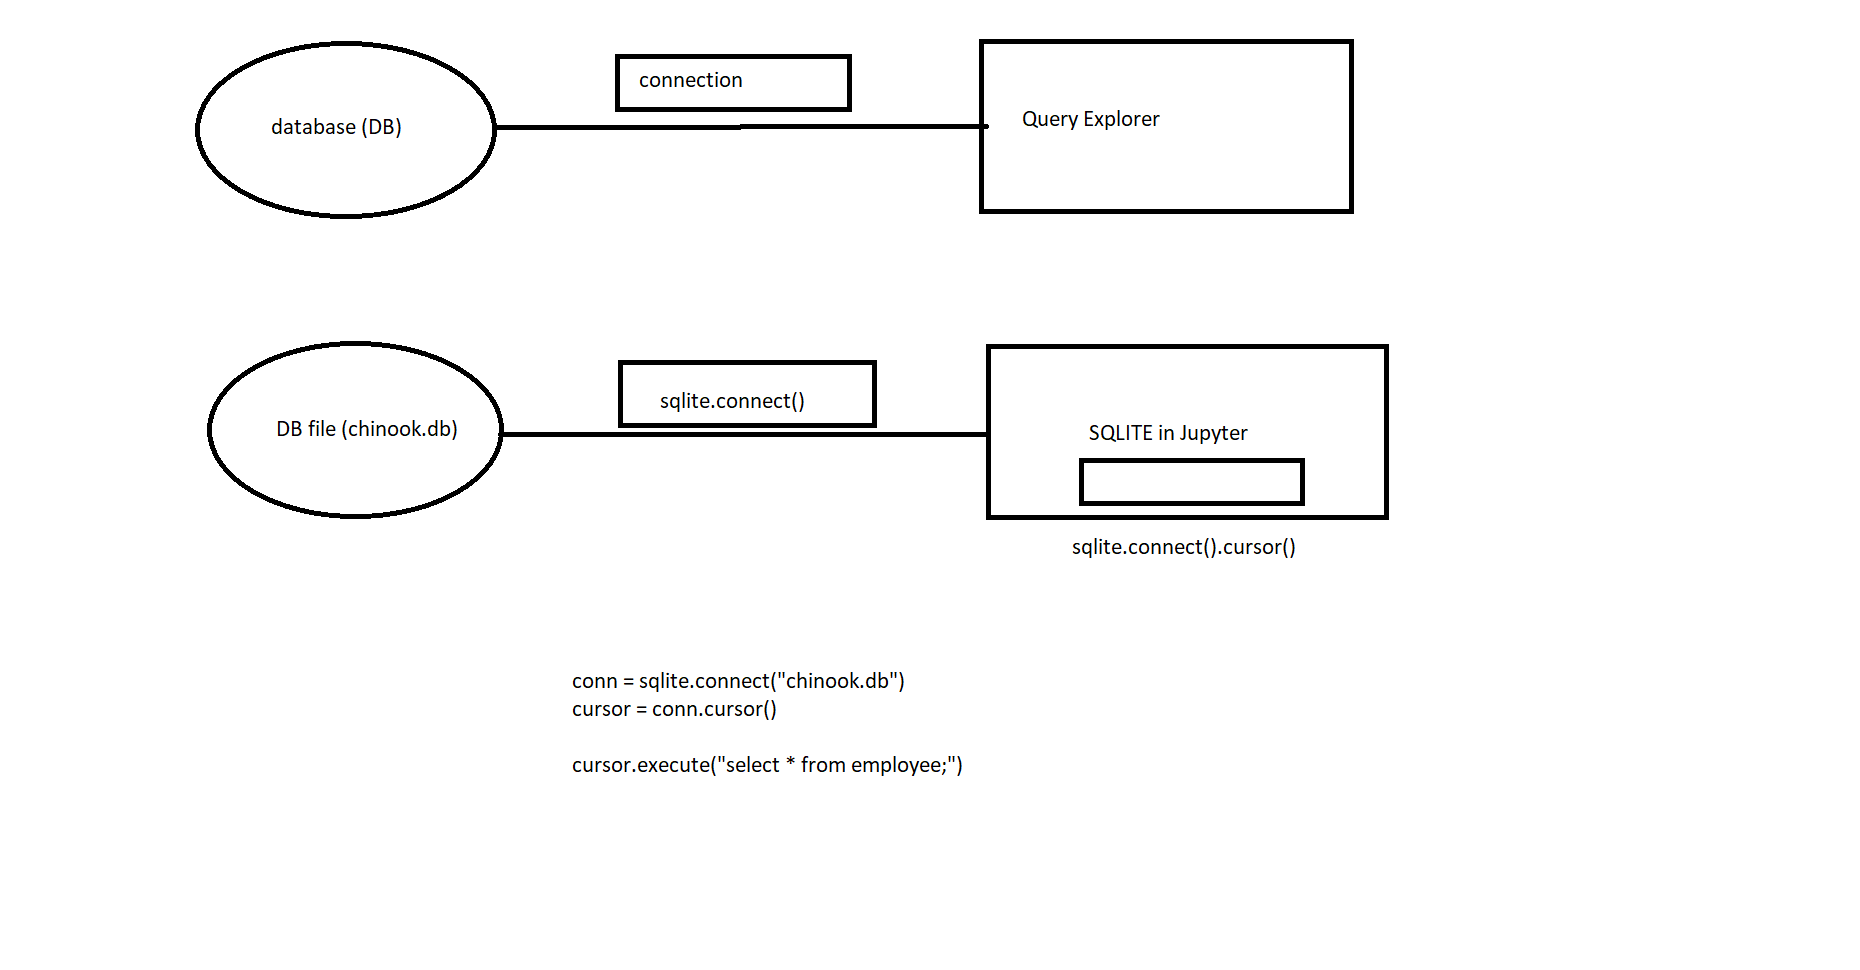 connection
database (DB)
Query Explorer
sqlite.connect()
DB file (chinook.db)
SQLITE in Jupyter
sqlite.connect().cursor()
conn = sqlite.connect("chinook.db")
cursor = conn.cursor()
cursor.execute("select * from employee;")